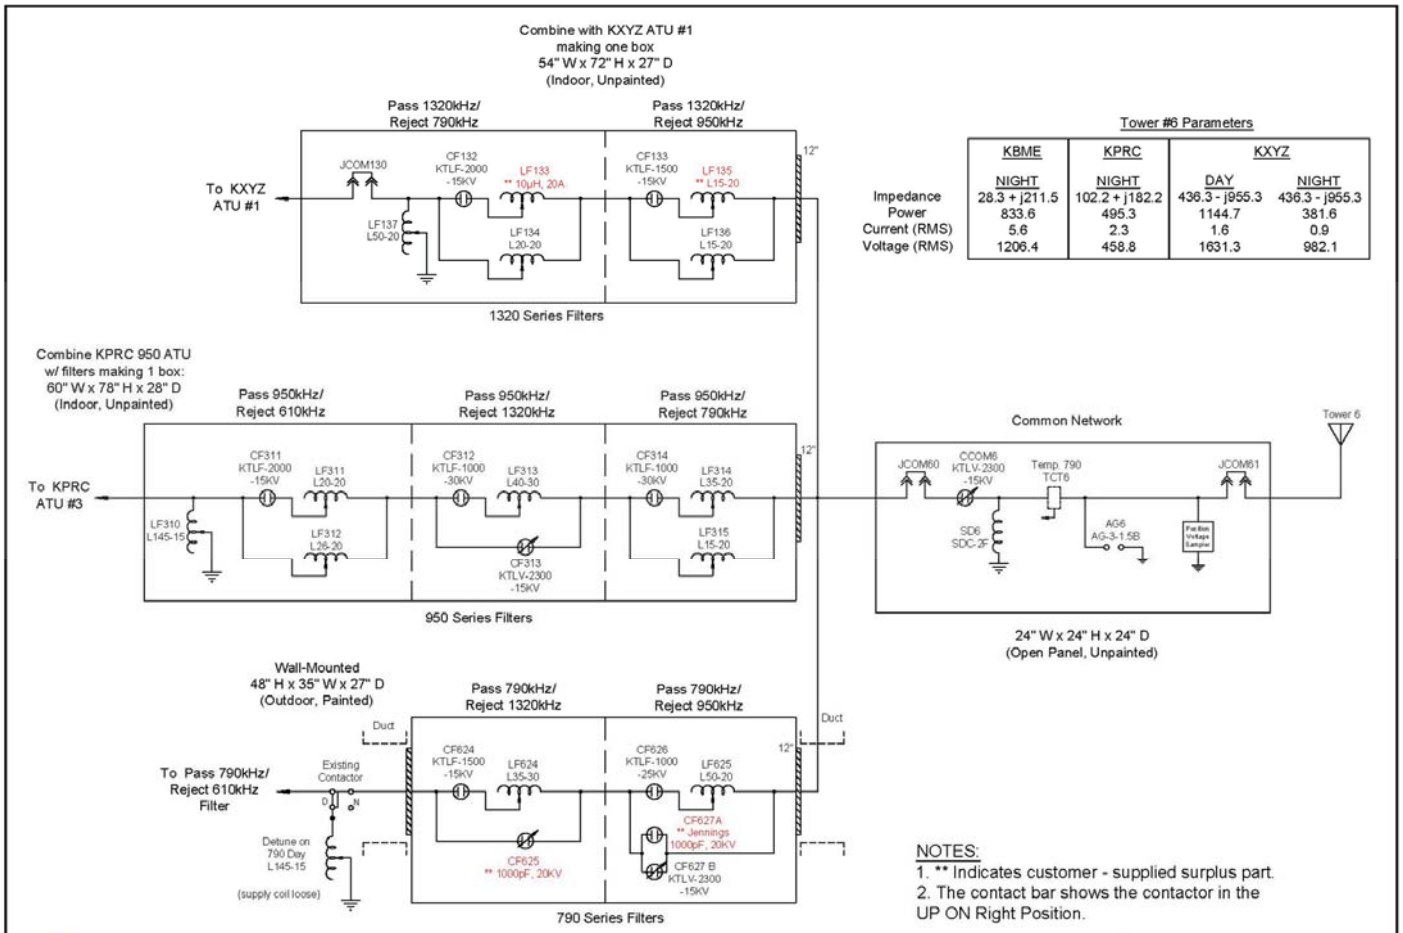 Combine with KXYZ ATU #1
making one box
54" W x 72" H x 27" D
(Indoor, Unpainted)
Pass 1320kHz/
Reject 790kHz
Pass 1320kHz/
Reject 950kHz
JCOM130
CF132
KTLF-2000
-15KV
LF133
** 10µH, 20A
CF133
KTLF-1500
-15KV
LF135
** L15-20
12"
To KXYZ
ATU #1
LF137
L50-20
LF134
L20-20
LF136
L15-20
1320 Series Filters
Tower #6 Parameters
KBME
KPRC
KXYZ
NIGHT
NIGHT
DAY
NIGHT
Impedance 28.3 + j211.5 102.2 + j182.2 436.3 - j955.3 436.3 - j955.3
Power 833.6 495.3 1144.7 381.6
Current (RMS) 5.6 2.3 1.6 0.9
Voltage (RMS) 1206.4 458.8 1631.3 982.1
Combine KPRC 950 ATU
w/ filters making 1 box:
60" W x 78" H x 28" D
(Indoor, Unpainted)
Pass 950kHz/
Reject 610kHz
Pass 950kHz/
Reject 1320kHz
Pass 950kHz/
Reject 790kHz
CF311
KTLF-2000
-15KV
LF311
L20-20
CF312
KTLF-1000
-30KV
LF313
L40-30
CF314
KTLF-1000
-30KV
LF314
L35-20
12"
To KPRC
ATU #3
LF310
L145-15
LF312
L26-20
CF313
KTLV-2300
-15KV
LF315
L15-20
950 Series Filters
Common Network
Tower 6
JCOM60
CCOM6
KTLV-2300
-15KV
Temp. 790
TCT6
JCOM61
SD6
SDC-2F
AG6
AG-3-1.5B
Voltage
24" W x 24" H x 24" D
(Open Panel, Unpainted)
Wall-Mounted
48" H x 35" W x 27" D
(Outdoor, Painted)
Pass 790kHz/
Reject 1320kHz
Pass 790kHz/
Reject 950kHz
Duct
Duct
12"
CF624
KTLF-1500
-15KV
LF624
L35-30
CF626
KTLF-1000
-25KV
LF625
L50-20
To Pass 790kHz/
Reject 610kHz
Filter
Existing
Contactor
D
N
Detune on
790 Day
L145-15
(supply coil loose)
CF625
** 1000pF, 20KV
CF627A
** Jennings
1000pF, 20KV
CF627 B
KTLV-2300
-15KV
790 Series Filters
NOTES:
1. ** Indicates customer - supplied surplus part.
2. The contact bar shows the contactor in the
UP ON Right Position.